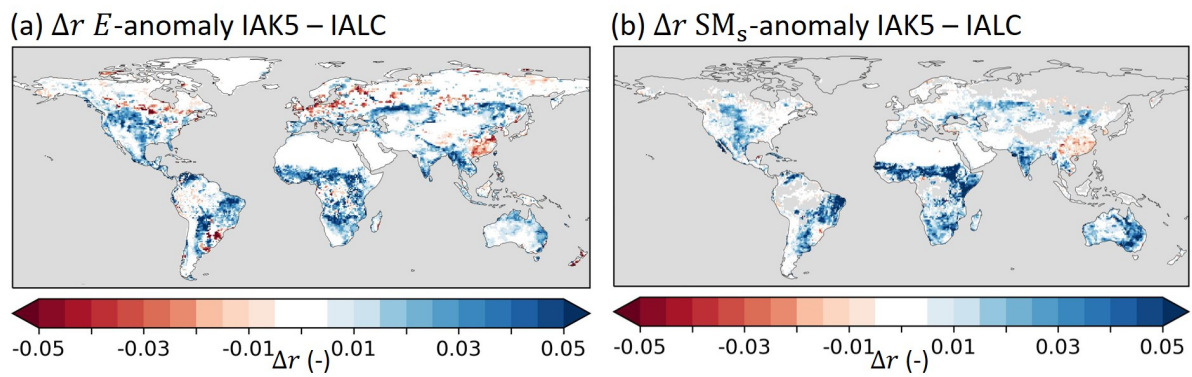 (a) Δr E-anomaly IAK5 – IALC
(b) Δr SMₛ-anomaly IAK5 – IALC
-0.05 -0.03 -0.01 0.01 0.03 0.05
Δr (-)
-0.05 -0.03 -0.01 0.01 0.03 0.05
Δr (-)